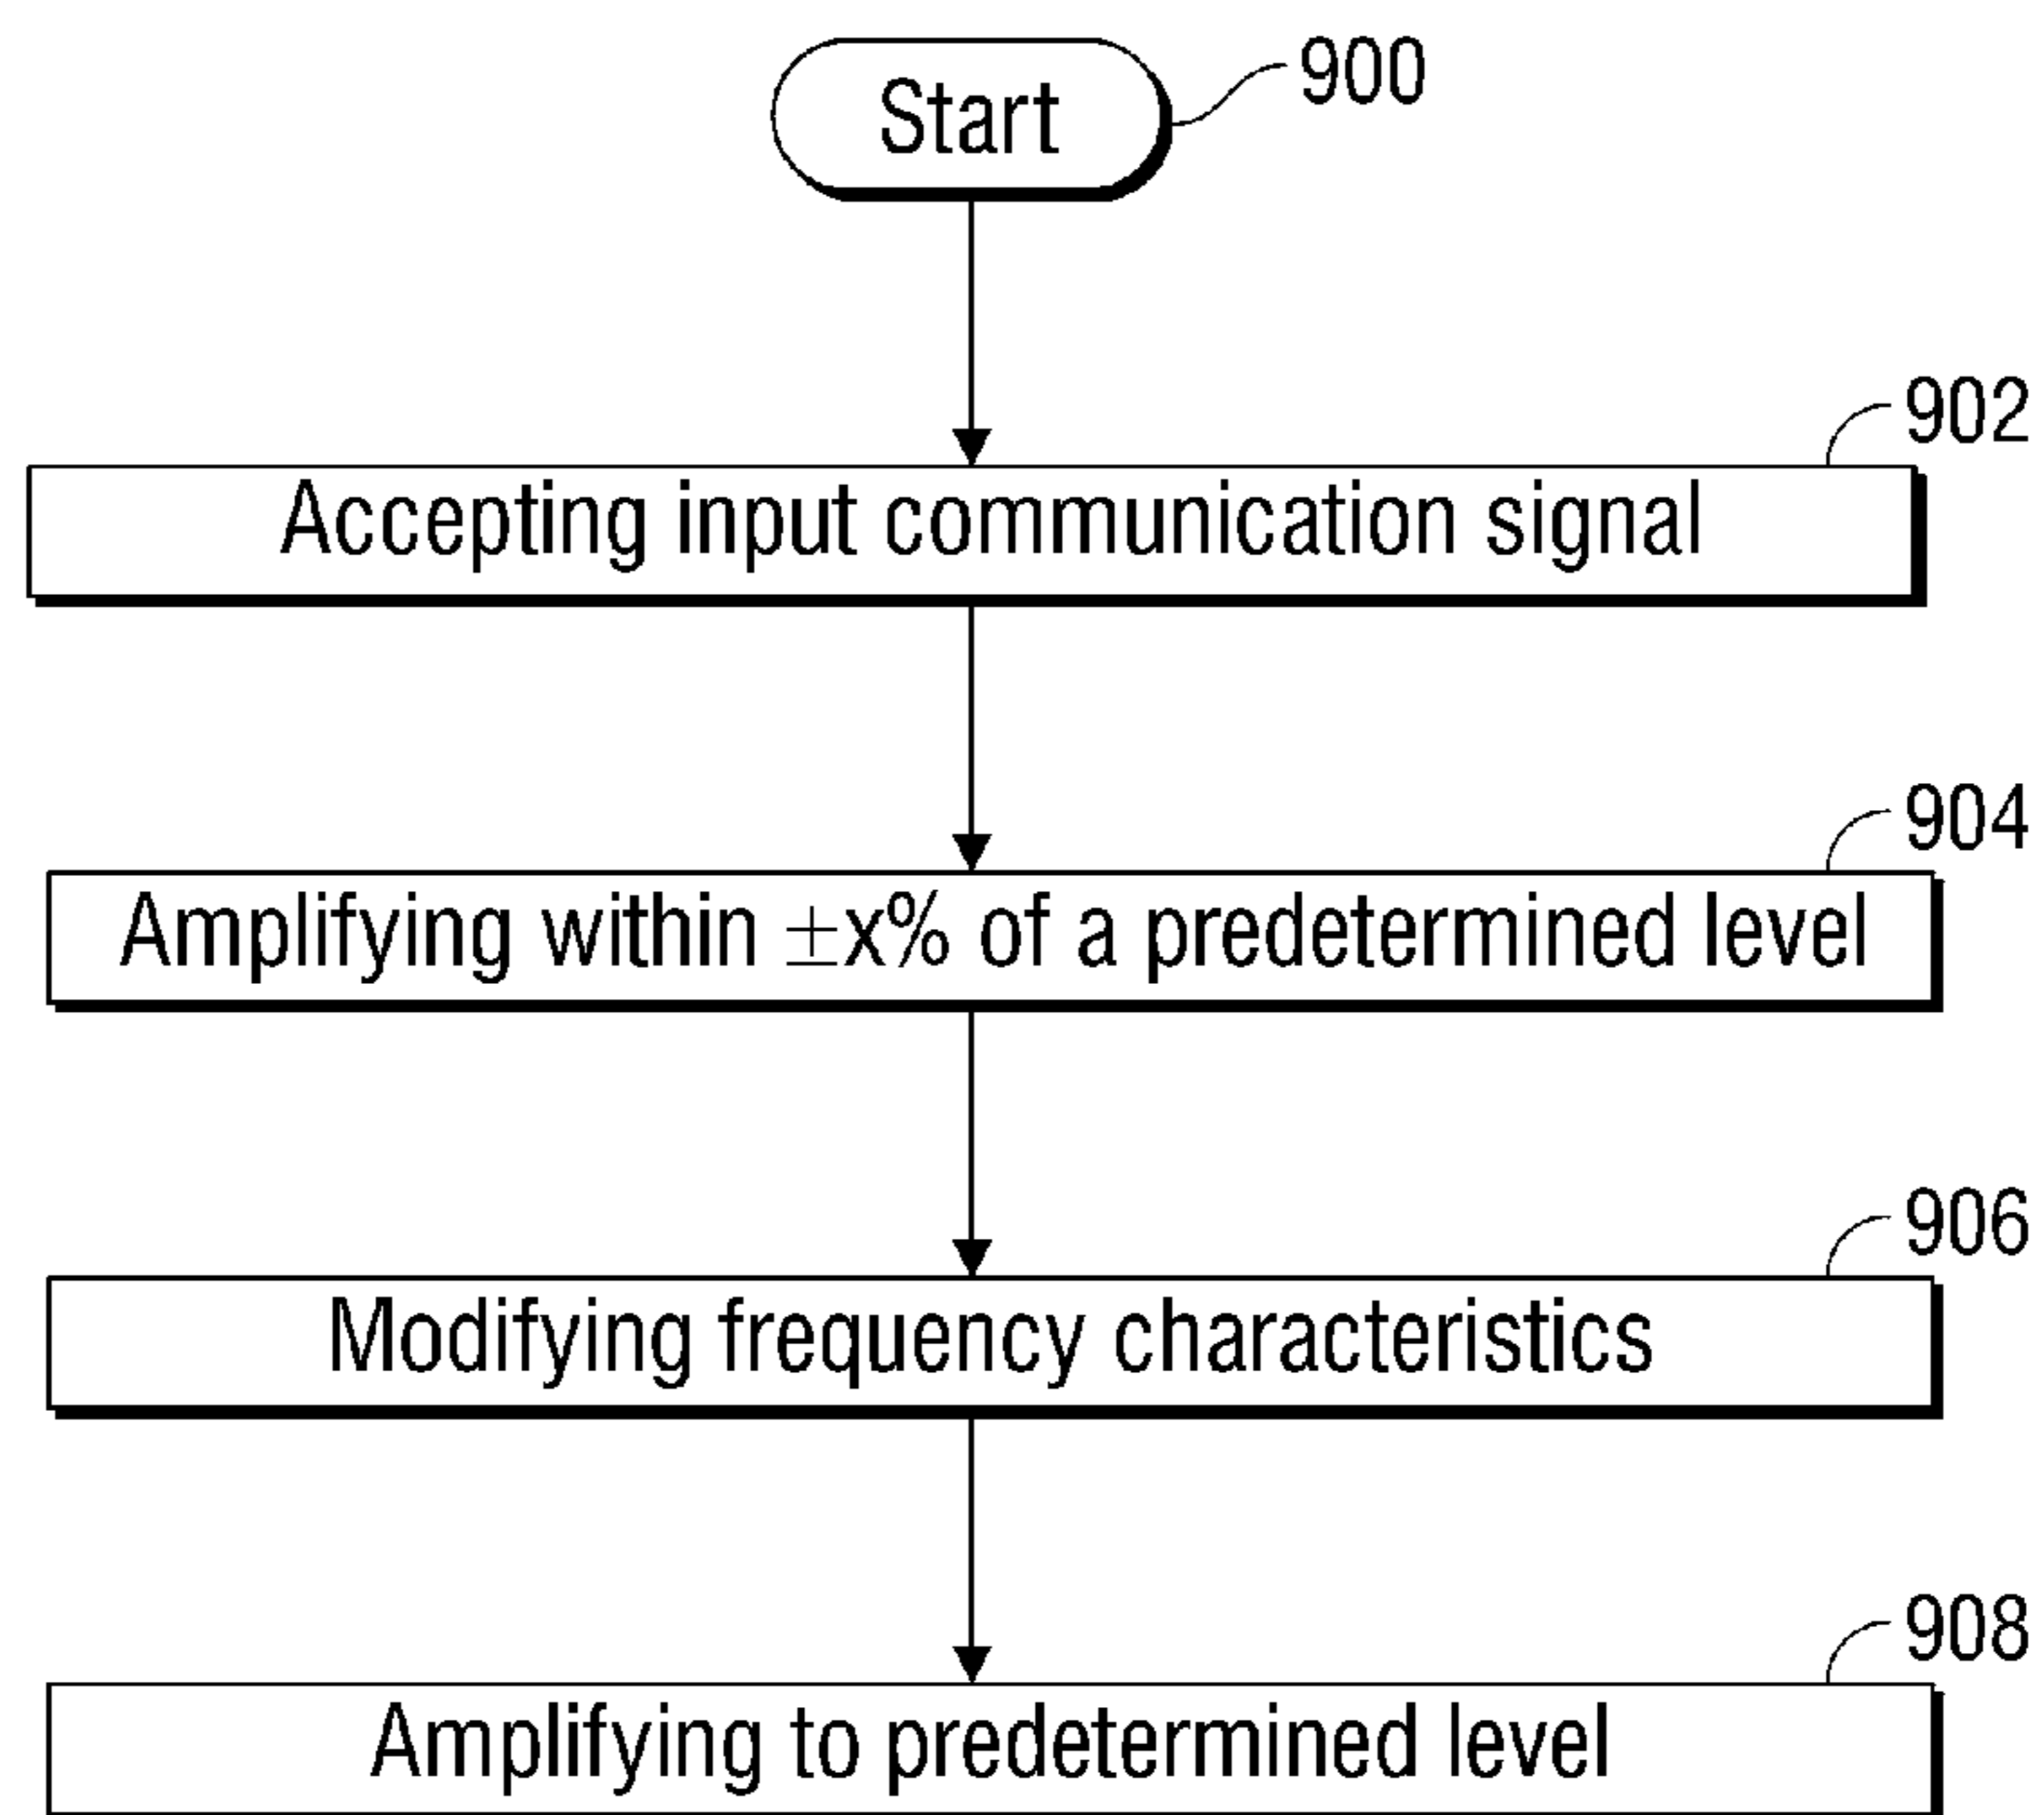 Start
900
902
Accepting input communication signal
904
Amplifying within ±x% of a predetermined level
906
Modifying frequency characteristics
908
Amplifying to predetermined level